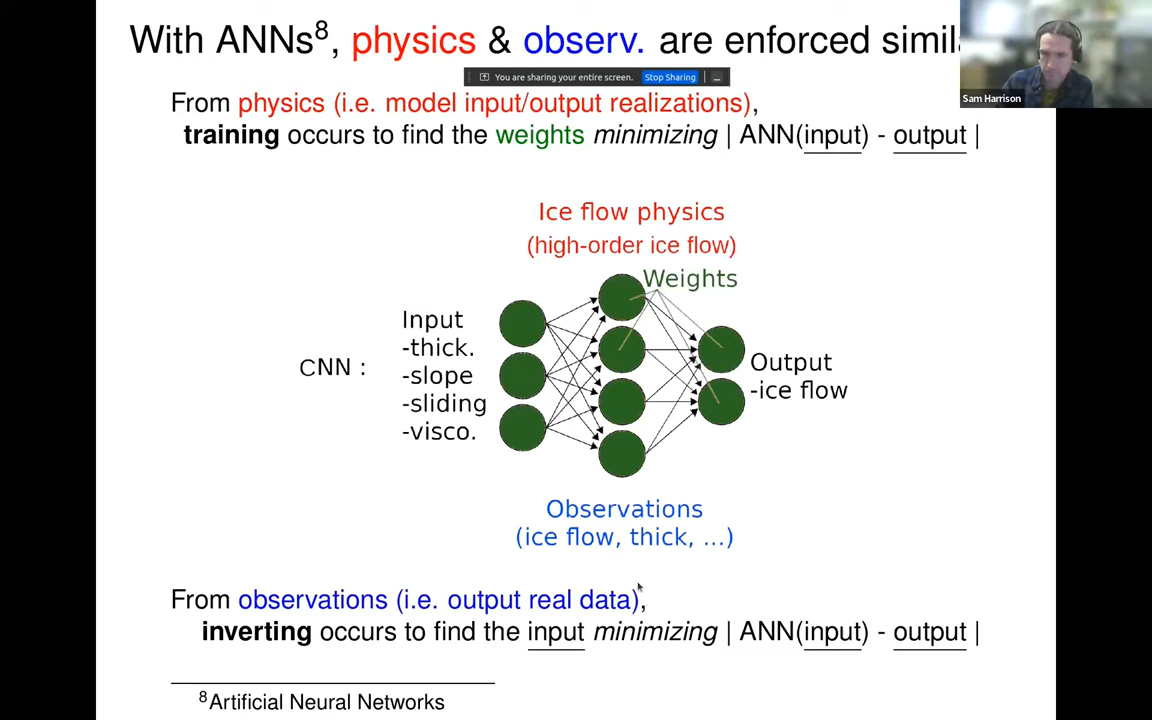 With ANNs8, physics & observ. are enforced
You are sharing your entire screen. Stop Sharing
Sam Harrison
From physics (i.e. model input/output realizations),
training occurs to find the weights minimizing | ANN(input) - output |
Ice flow physics
(high-order ice flow)
Weights
CNN :
Input
-thick.
-slope
-sliding
-visco.
Output
-ice flow
Observations
(ice flow, thick, ...)
From observations (i.e. output real data),
inverting occurs to find the input minimizing | ANN(input) - output |
8Artificial Neural Networks